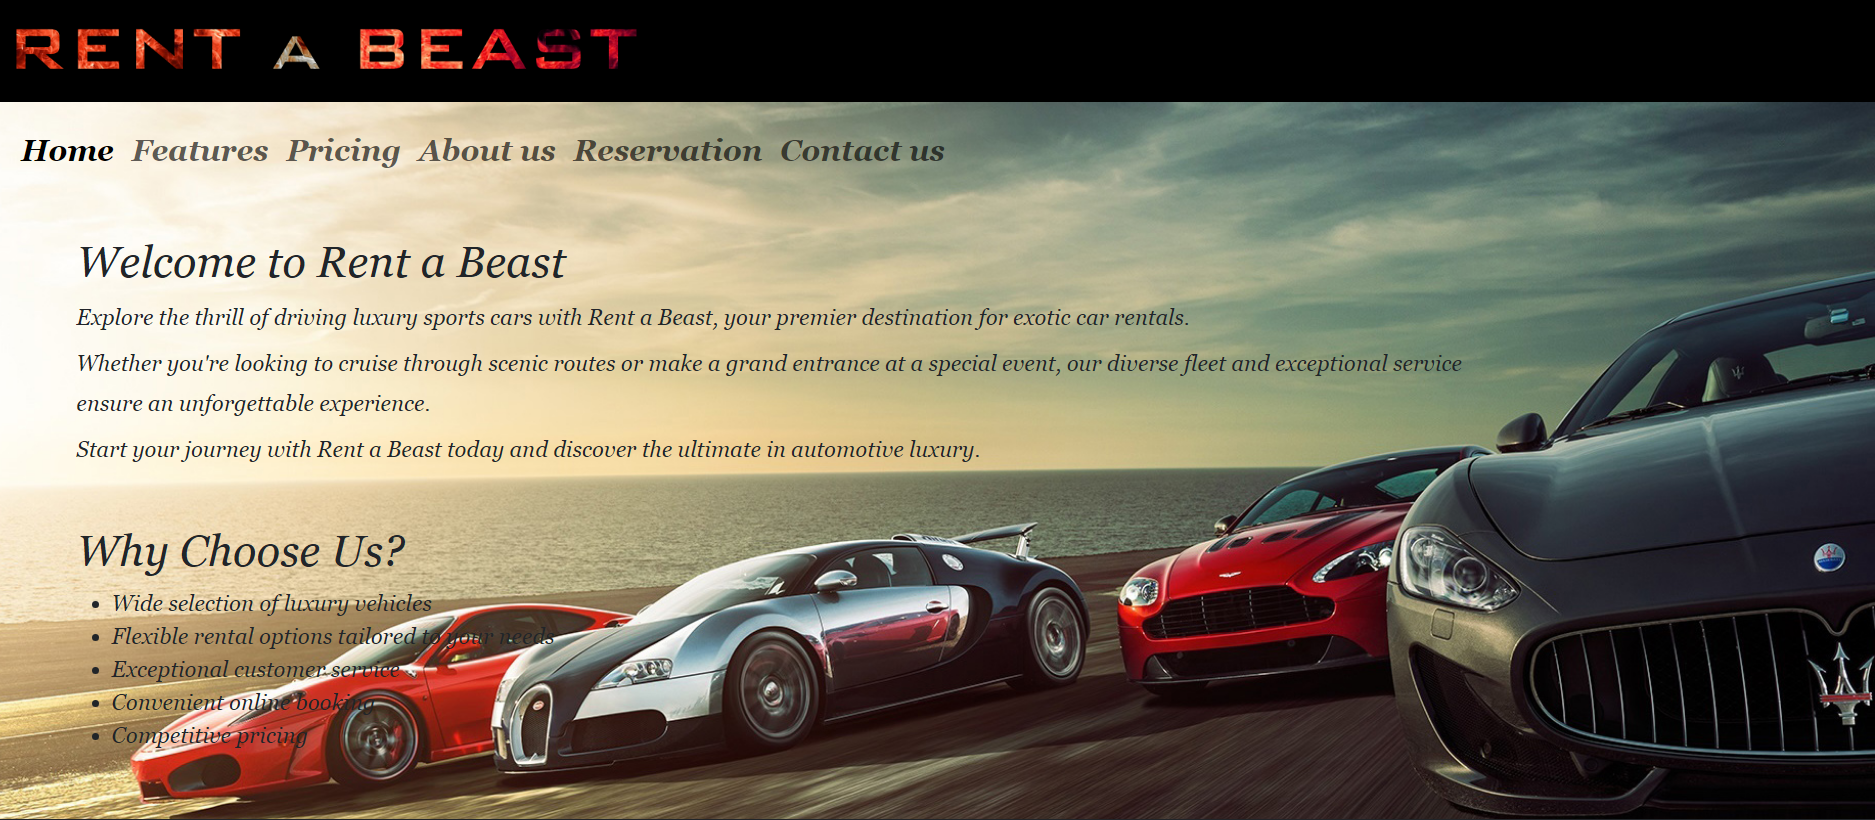 RENT A BEAST
Home Features Pricing About us Reservation Contact us
Welcome to Rent a Beast
Explore the thrill of driving luxury sports cars with Rent a Beast, your premier destination for exotic car rentals.
Whether you're looking to cruise through scenic routes or make a grand entrance at a special event, our diverse fleet and exceptional service
ensure an unforgettable experience.
Start your journey with Rent a Beast today and discover the ultimate in automotive luxury.
Why Choose Us?
Wide selection of luxury vehicles
Flexible rental options tailored to your needs
Exceptional customer service
Convenient online booking
Competitive pricing